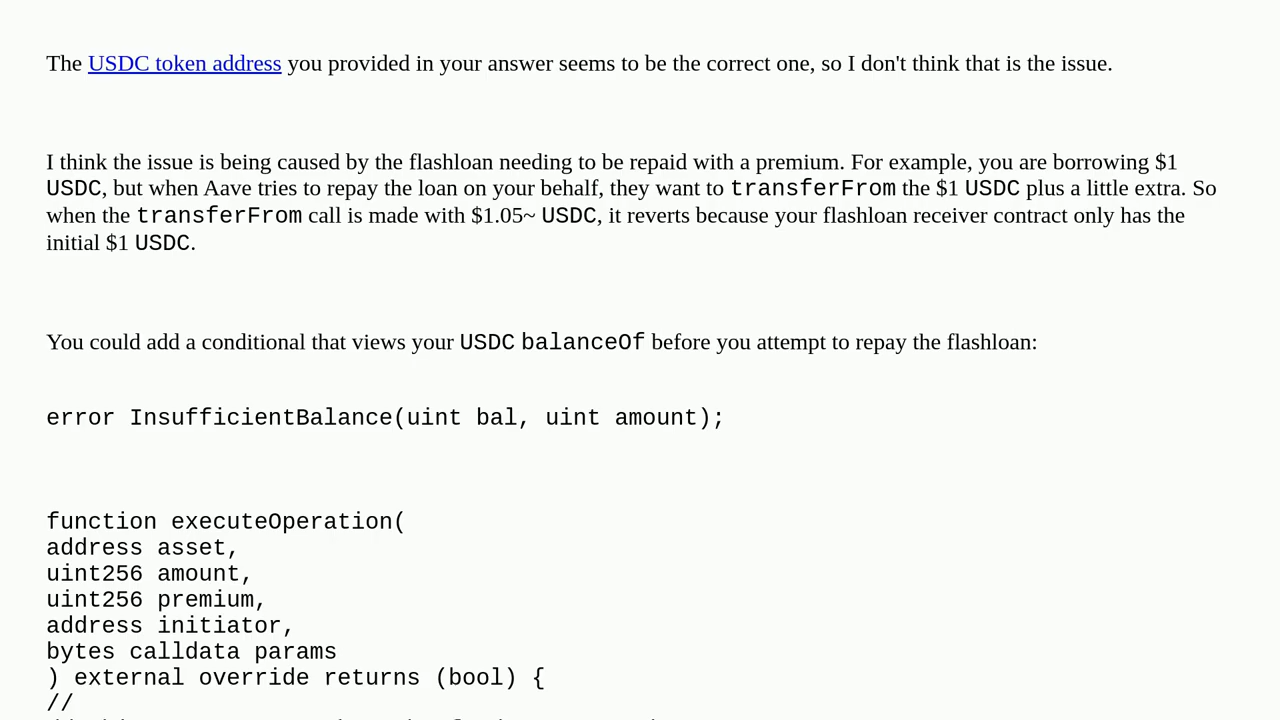 The USDC token address you provided in your answer seems to be the correct one, so I don't think that is the issue.
I think the issue is being caused by the flashloan needing to be repaid with a premium. For example, you are borrowing $1
USDC, but when Aave tries to repay the loan on your behalf, they want to transferFrom the $1 USDC plus a little extra. So
when the transferFrom call is made with $1.05~ USDC, it reverts because your flashloan receiver contract only has the
initial $1 USDC.
You could add a conditional that views your USDC balanceOf before you attempt to repay the flashloan:
error InsufficientBalance(uint bal, uint amount);
function executeOperation(
address asset,
uint256 amount,
uint256 premium,
address initiator,
bytes calldata params
) external override returns (bool) {
//